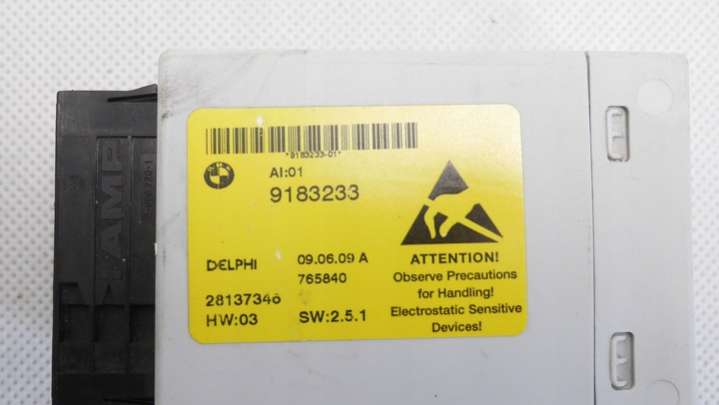 *9183233-01*
AI:01
9183233
DELPHI
09.06.09 A
765840
28137346
HW:03
SW:2.5.1
ATTENTION!
Observe Precautions
for Handling!
Electrostatic Sensitive
Devices!
AMP